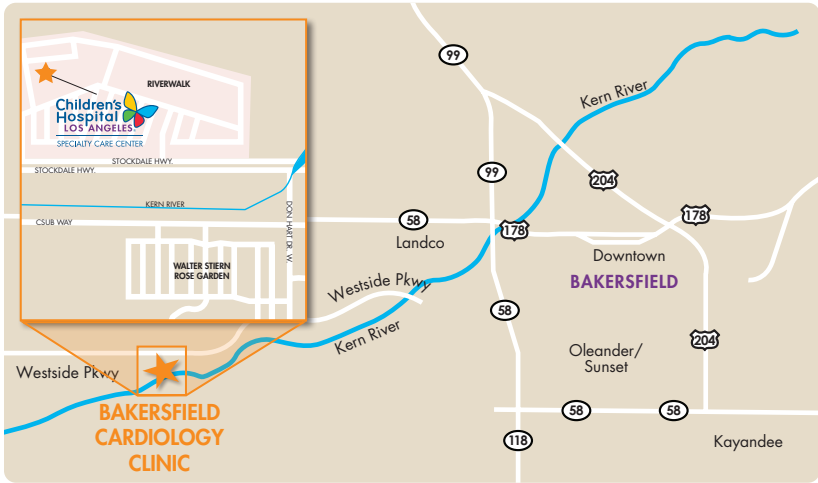 RIVERWALK
Children's
Hospital
LOS ANGELES
SPECIALTY CARE CENTER
STOCKDALE HWY.
STOCKDALE HWY.
KERN RIVER
CSUB WAY
DON HART DR. W.
WALTER STIERN
ROSE GARDEN
99
Kern River
99
204
178
58
178
Landco
Downtown
BAKERSFIELD
Westside Pkwy
58
Kern River
204
Oleander/
Sunset
Westside Pkwy
58
58
BAKERSFIELD
CARDIOLOGY
CLINIC
118
Kayandee